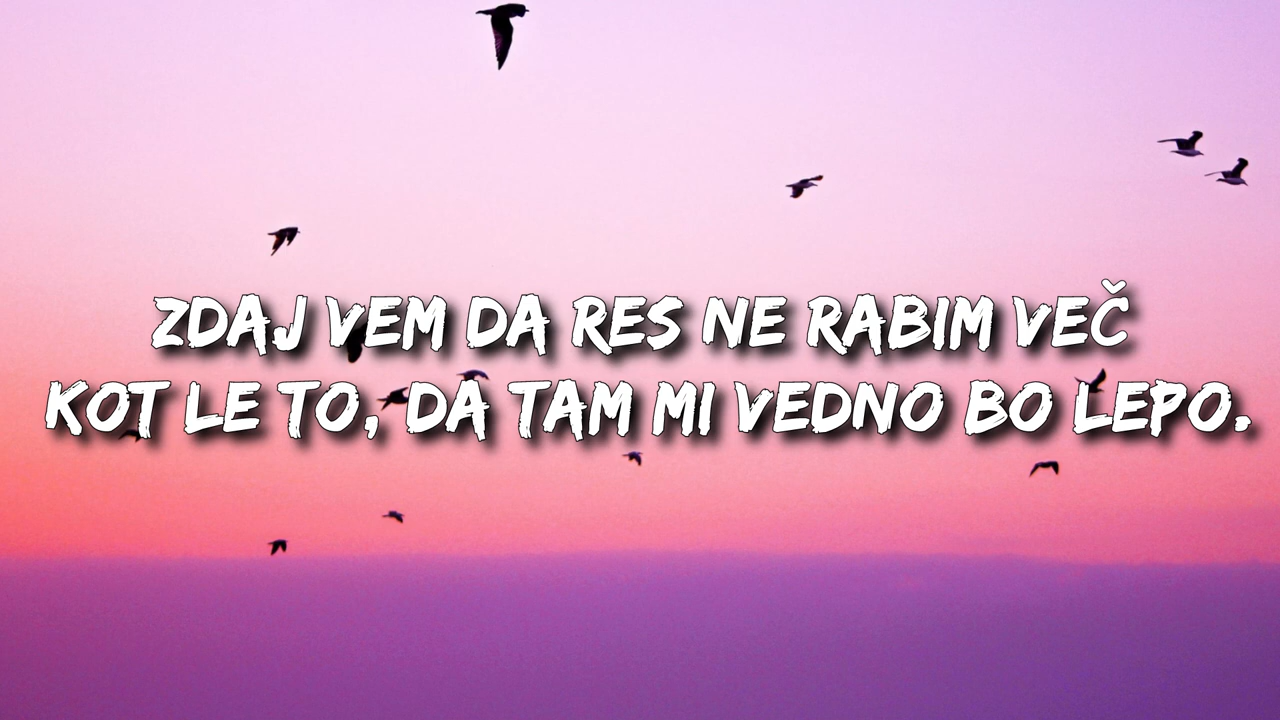 ZDAJ VEM DA RES NE RABIM VEČ
KOT LE TO, DA TAM MI VEDNO BO LEPO.